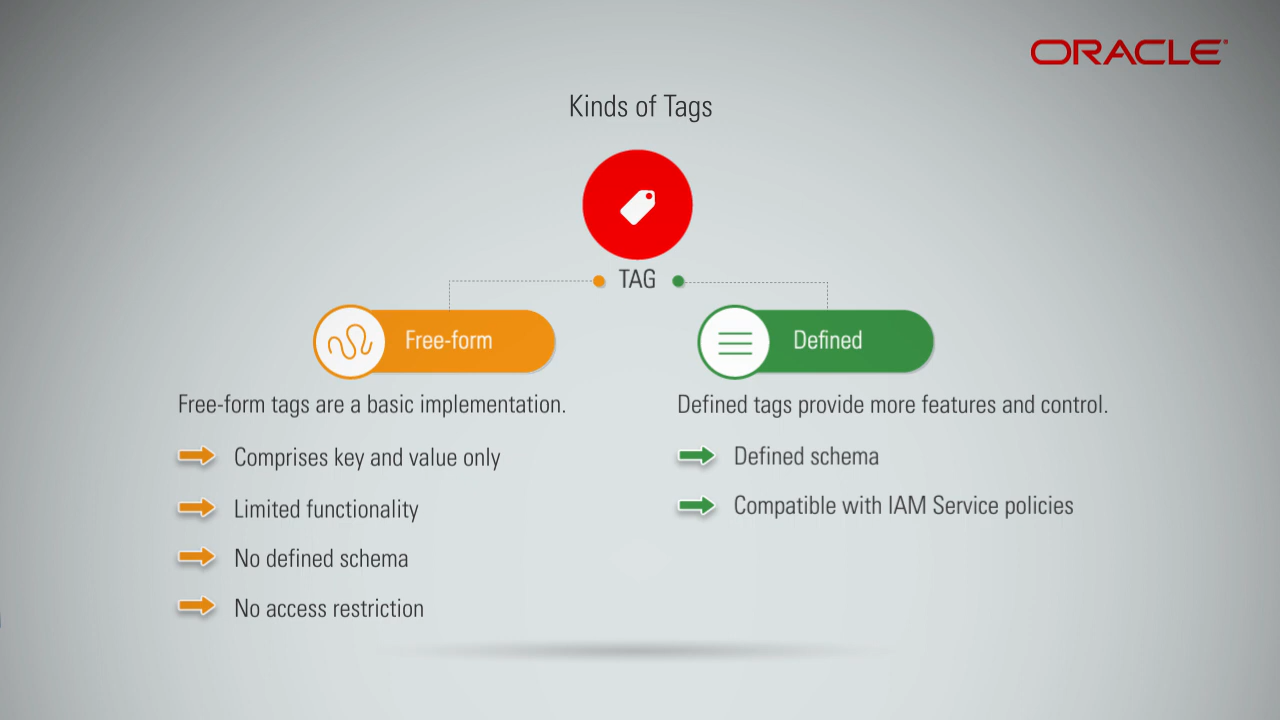 ORACLE
Kinds of Tags
TAG
Free-form
Defined
Free-form tags are a basic implementation.
Comprises key and value only
Limited functionality
No defined schema
No access restriction
Defined tags provide more features and control.
Defined schema
Compatible with IAM Service policies